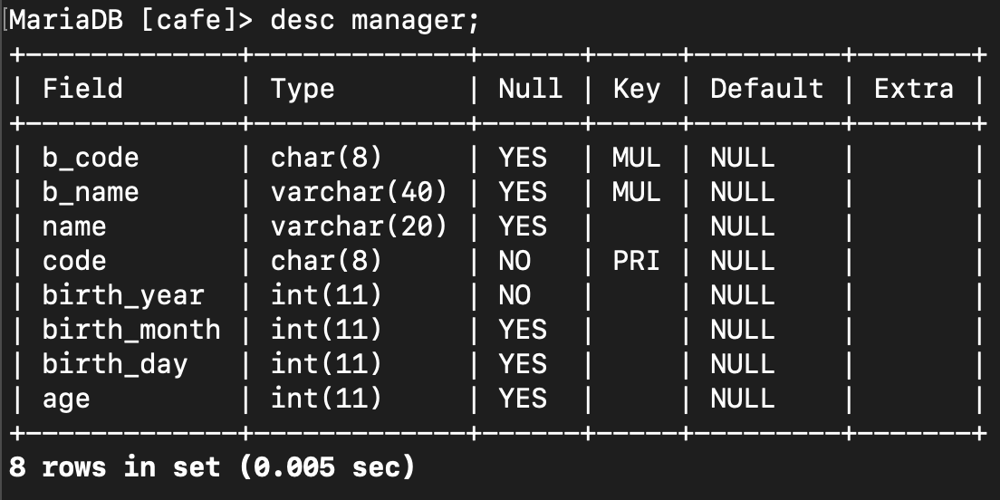 MariaDB [cafe]> desc manager;
+-------------+-------------+------+-----+---------+-------+
| Field       | Type        | Null | Key | Default | Extra |
+-------------+-------------+------+-----+---------+-------+
| b_code      | char(8)     | YES  | MUL | NULL    |       |
| b_name      | varchar(40) | YES  | MUL | NULL    |       |
| name        | varchar(20) | YES  |     | NULL    |       |
| code        | char(8)     | NO   | PRI | NULL    |       |
| birth_year  | int(11)     | NO   |     | NULL    |       |
| birth_month | int(11)     | YES  |     | NULL    |       |
| birth_day   | int(11)     | YES  |     | NULL    |       |
| age         | int(11)     | YES  |     | NULL    |       |
+-------------+-------------+------+-----+---------+-------+
8 rows in set (0.005 sec)